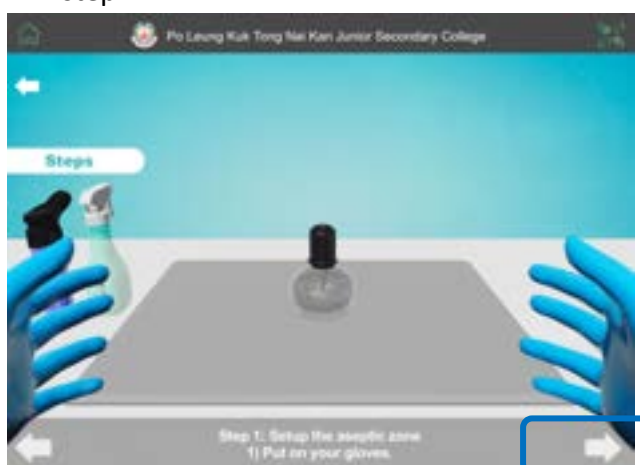 Po Leung Kuk Tong Nai Kan Junior Secondary College
Steps
Step 1: Setup the aseptic zone
1) Put on your gloves.